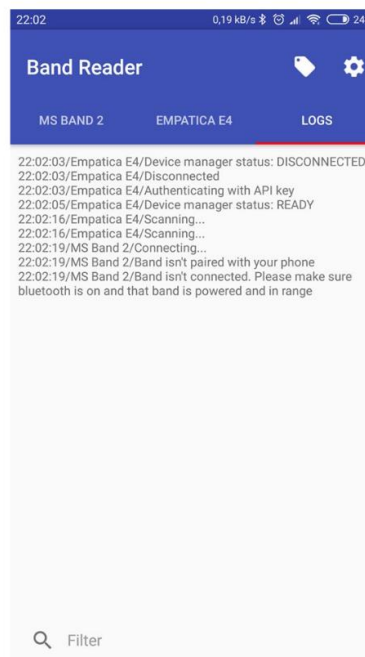 22:02 0,19 kB/s 24
Band Reader
MS BAND 2 EMPATICA E4 LOGS
22:02:03/Empatica E4/Device manager status: DISCONNECTED
22:02:03/Empatica E4/Disconnected
22:02:03/Empatica E4/Authenticating with API key
22:02:05/Empatica E4/Device manager status: READY
22:02:16/Empatica E4/Scanning...
22:02:16/Empatica E4/Scanning...
22:02:19/MS Band 2/Connecting...
22:02:19/MS Band 2/Band isn't paired with your phone
22:02:19/MS Band 2/Band isn't connected. Please make sure
bluetooth is on and that band is powered and in range
Filter